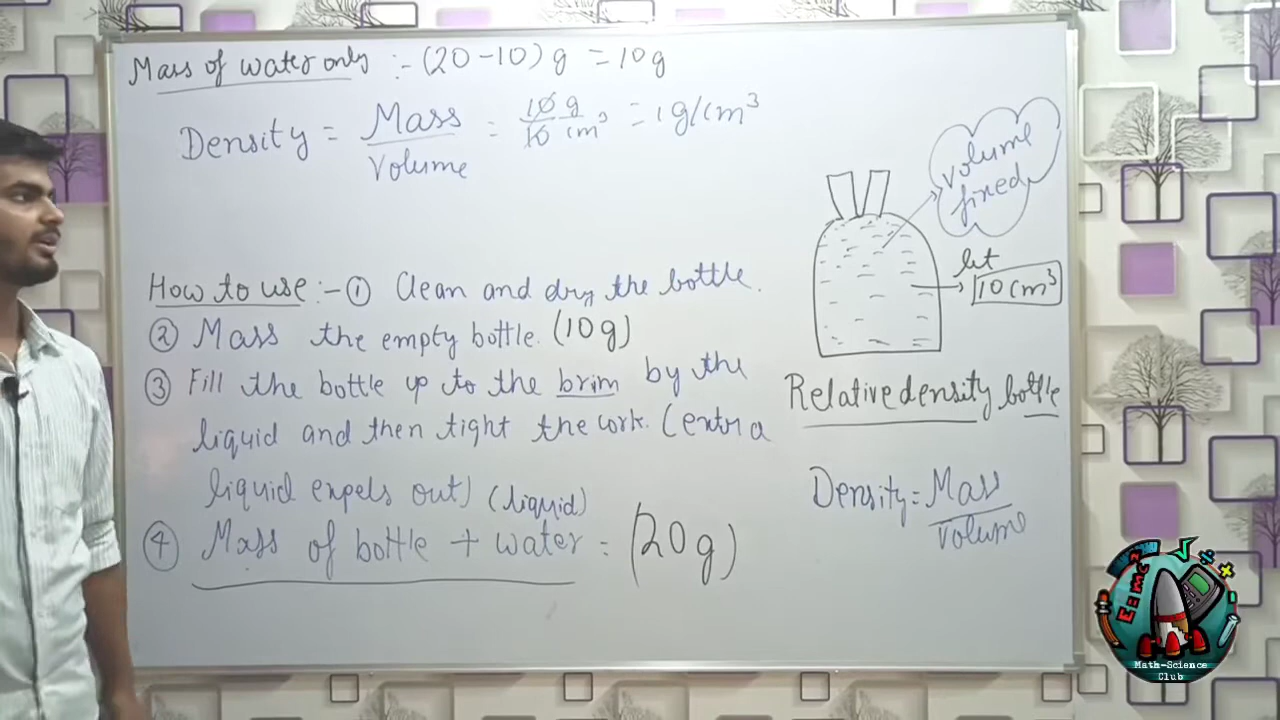 Mass of water only :- (20-10) g = 10g
Density = Mass / Volume = 10 g / 10 cm³ = 1g/cm³
volume fixed
let
10cm³
How to use :- ① Clean and dry the bottle.
② Mass the empty bottle. (10g)
③ Fill the bottle up to the brim by the
liquid and then tight the cork. (extra
liquid expels out) (liquid)
④ Mass of bottle + water = (20g)
Relative density bottle
Density = Mass / Volume
E=mc²
Math-Science
Club